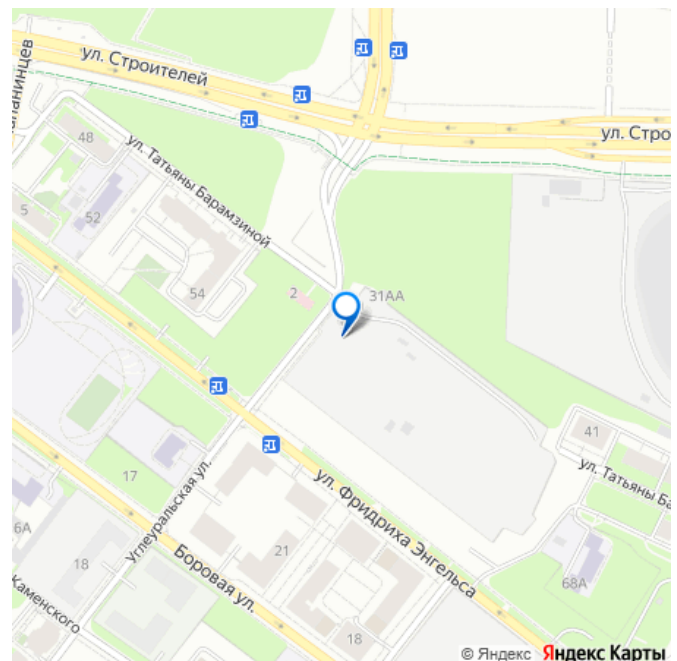 ул. Строителей
ул. Стро
ул. Татьяны Барамзиной
48
52
5
54
2
31АА
41
ул. Татьяны Ба
17
Углеуральская ул.
ул. Фридриха Энгельса
6А
18
21
Боровая ул.
68А
Каменского
18
© Яндекс Яндекс Карты